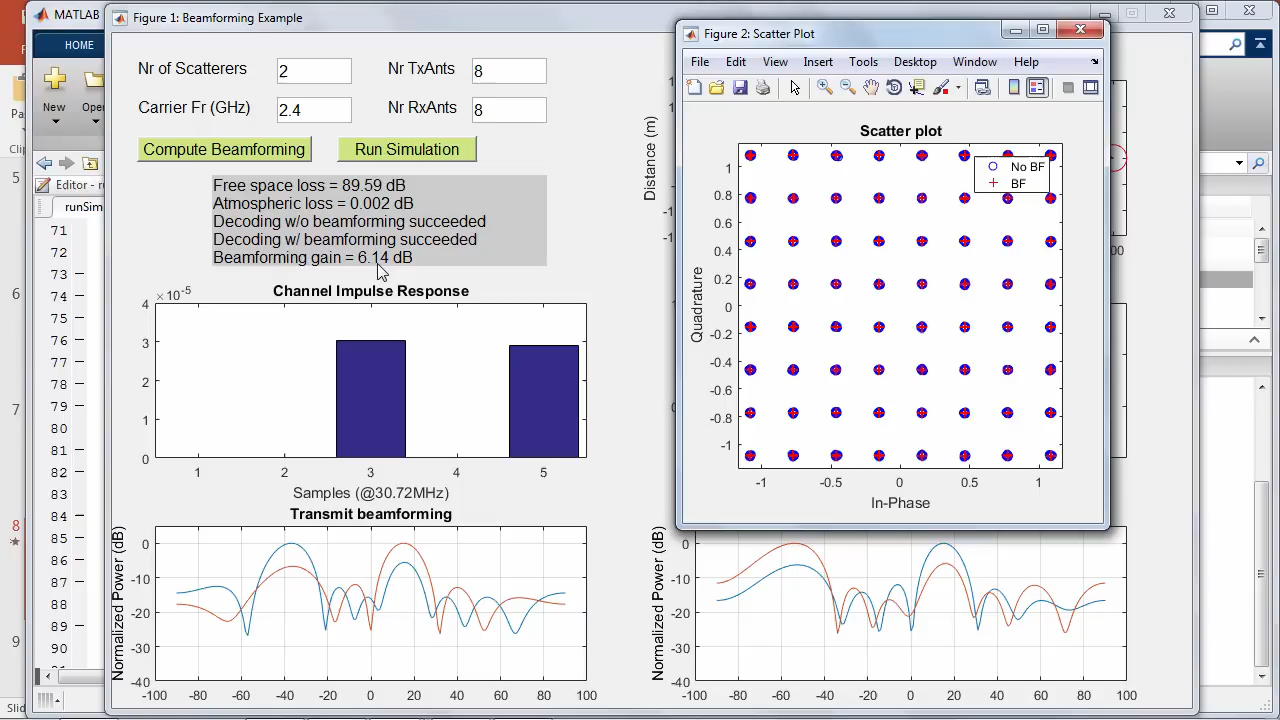 MATLAB
Figure 1: Beamforming Example
HOME
New
Open
Editor - r
runSim
5
6
7
8
9
71
72
73
74
75
76
77
78
79
80
81
82
83
84
85
86
87
88
89
90
91
Nr of Scatterers
2
Nr TxAnts
8
Carrier Fr (GHz)
2.4
Nr RxAnts
8
Compute Beamforming
Run Simulation
Free space loss = 89.59 dB
Atmospheric loss = 0.002 dB
Decoding w/o beamforming succeeded
Decoding w/ beamforming succeeded
Beamforming gain = 6.14 dB
Channel Impulse Response
×10-5
4
3
2
1
0
1 2 3 4 5
Samples (@30.72MHz)
Transmit beamforming
Normalized Power (dB)
0
-10
-20
-30
-40
-100 -80 -60 -40 -20 0 20 40 60 80 100
Distance (m)
Figure 2: Scatter Plot
File Edit View Insert Tools Desktop Window Help
Scatter plot
No BF
BF
Quadrature
1
0.8
0.6
0.4
0.2
0
-0.2
-0.4
-0.6
-0.8
-1
-1 -0.5 0 0.5 1
In-Phase
Normalized Power (dB)
0
-10
-20
-30
-40
-100 -80 -60 -40 -20 0 20 40 60 80 100